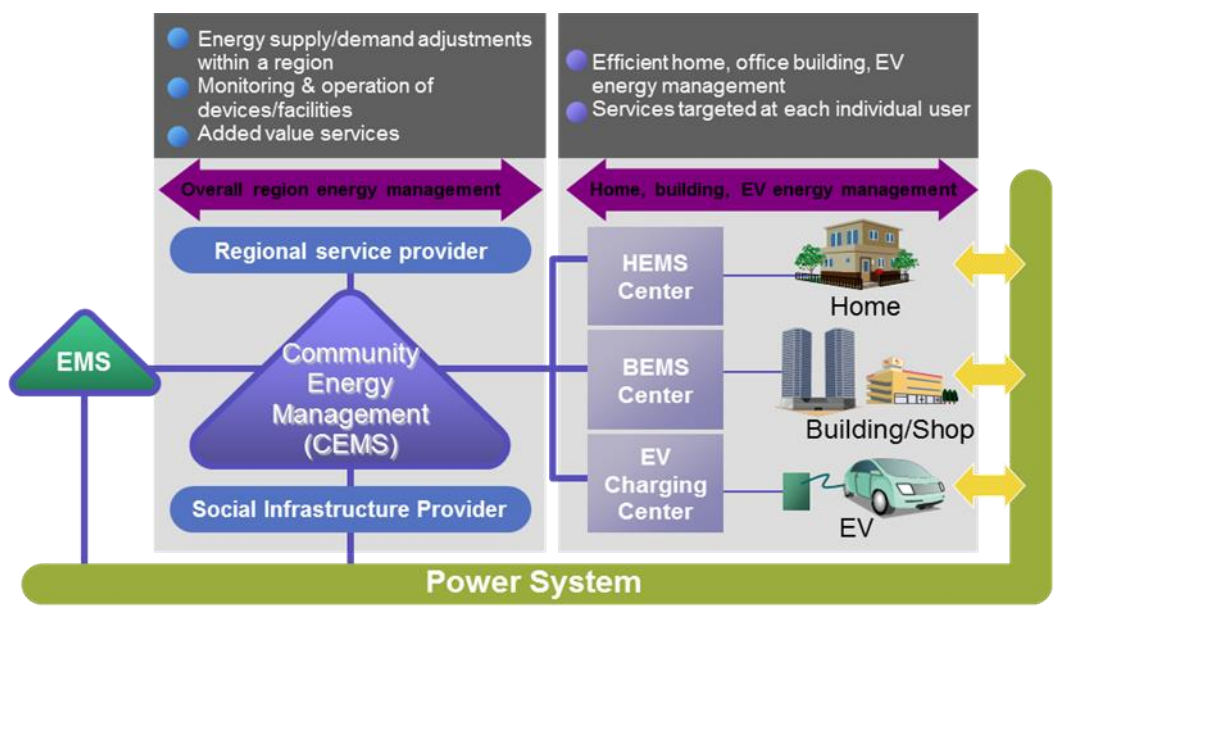 Energy supply/demand adjustments
within a region
Monitoring & operation of
devices/facilities
Added value services
Efficient home, office building, EV
energy management
Services targeted at each individual user
Overall region energy management
Home, building, EV energy management
Regional service provider
EMS
Community
Energy
Management
(CEMS)
Social Infrastructure Provider
HEMS
Center
Home
BEMS
Center
Building/Shop
EV
Charging
Center
EV
Power System